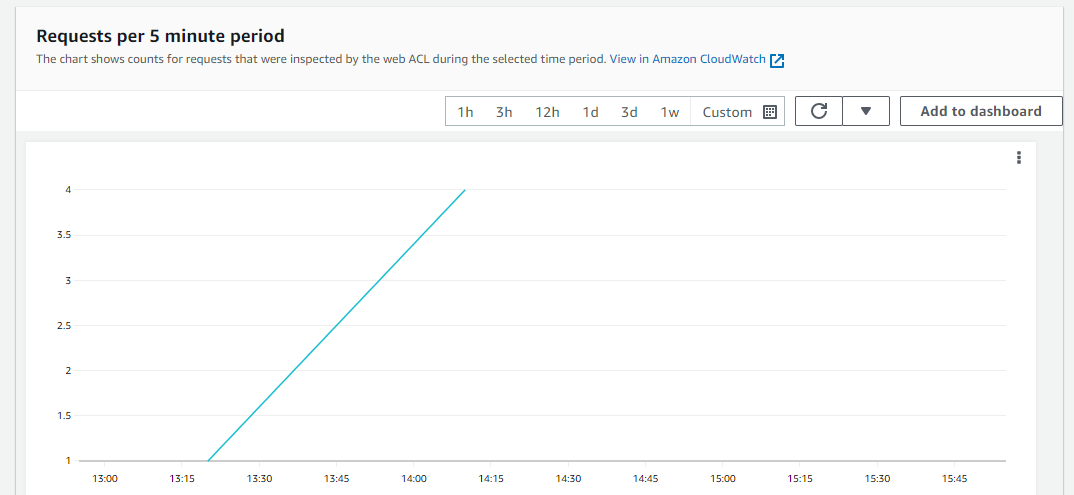 Requests per 5 minute period
The chart shows counts for requests that were inspected by the web ACL during the selected time period. View in Amazon CloudWatch
1h 3h 12h 1d 3d 1w Custom Add to dashboard
4
3.5
3
2.5
2
1.5
1
13:00 13:15 13:30 13:45 14:00 14:15 14:30 14:45 15:00 15:15 15:30 15:45